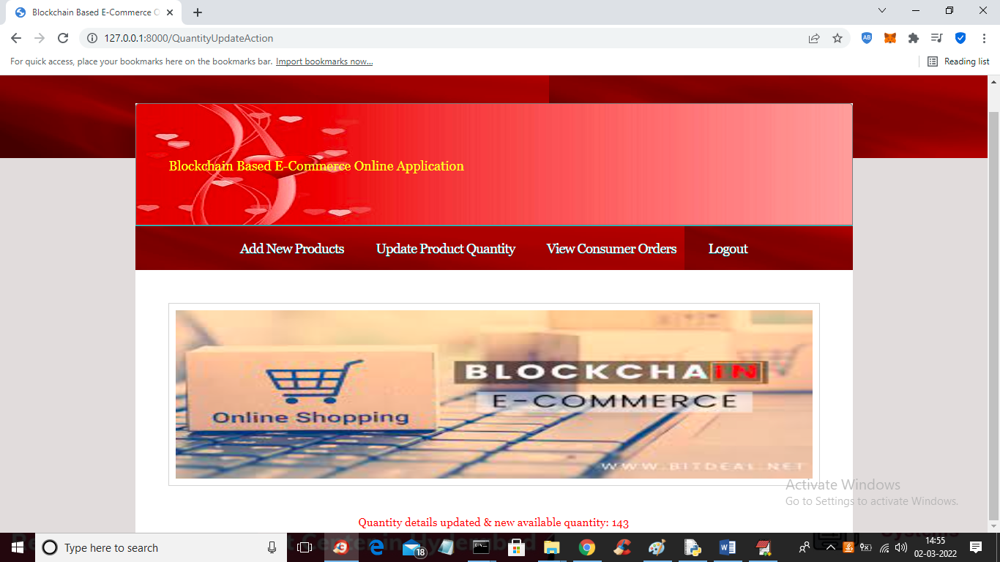 Blockchain Based E-Commerce O
127.0.0.1:8000/QuantityUpdateAction
For quick access, place your bookmarks here on the bookmarks bar. Import bookmarks now...
Reading list
Blockchain Based E-Commerce Online Application
Add New Products
Update Product Quantity
View Consumer Orders
Logout
Online Shopping
BLOCKCHAIN
E-COMMERCE
WWW.BITDEAL.NET
Activate Windows
Go to Settings to activate Windows.
Quantity details updated & new available quantity: 143
Type here to search
18
14:55
02-03-2022